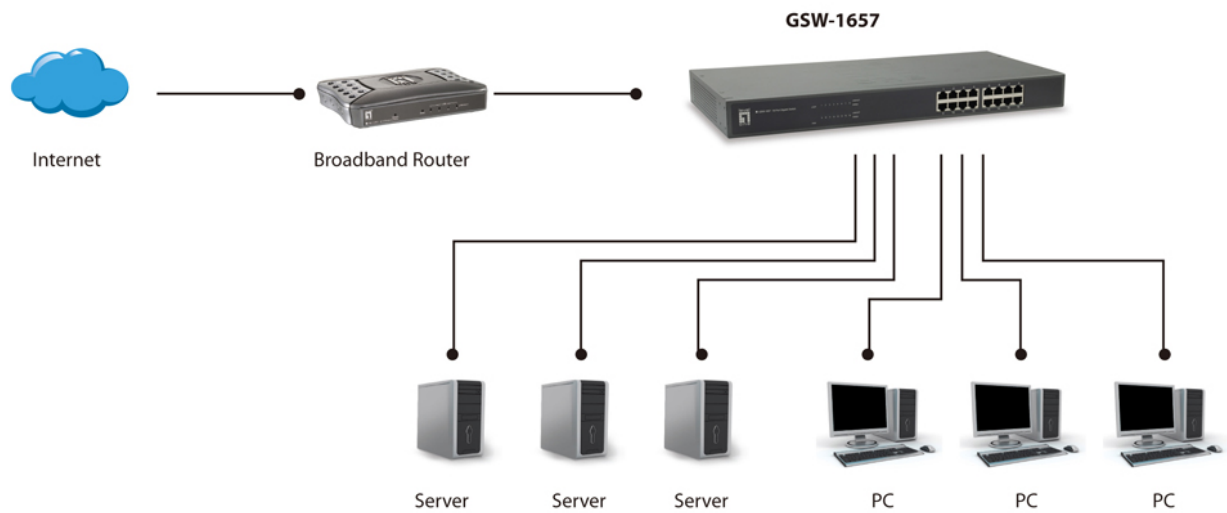 GSW-1657
Internet
Broadband Router
Server
Server
Server
PC
PC
PC